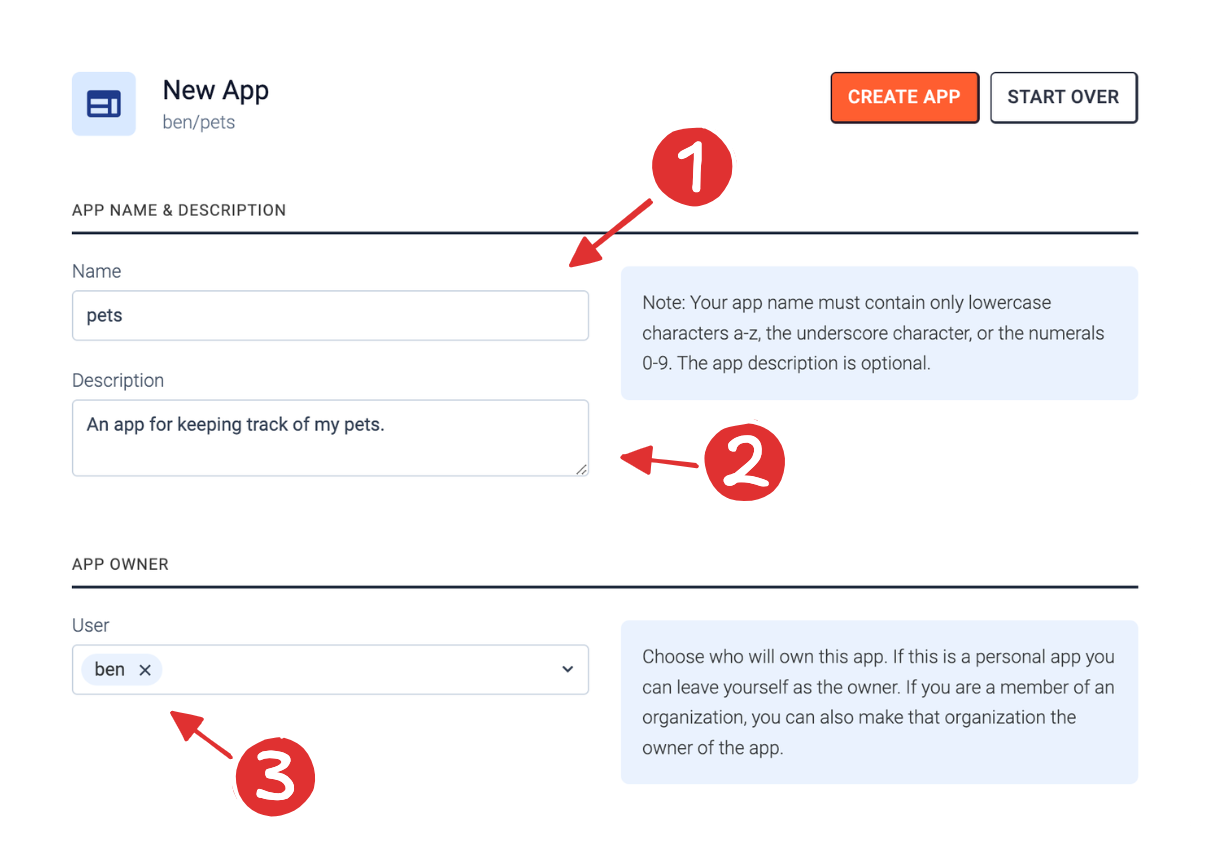 New App
ben/pets
CREATE APP
START OVER
1
APP NAME & DESCRIPTION
Name
pets
Note: Your app name must contain only lowercase
characters a-z, the underscore character, or the numerals
0-9. The app description is optional.
Description
An app for keeping track of my pets.
2
APP OWNER
User
ben
Choose who will own this app. If this is a personal app you
can leave yourself as the owner. If you are a member of an
organization, you can also make that organization the
owner of the app.
3